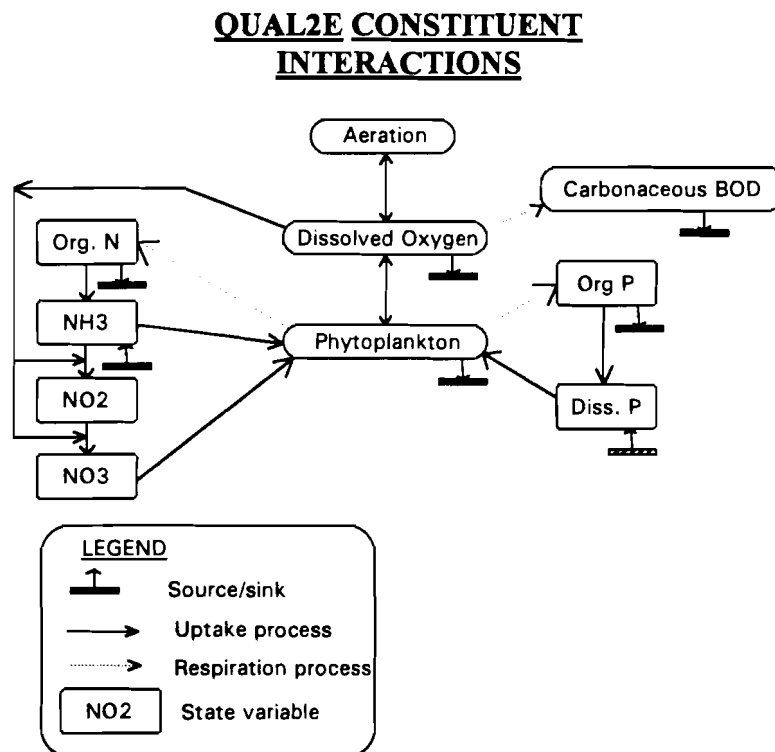 QUAL2E CONSTITUENT
INTERACTIONS
Aeration
Carbonaceous BOD
Org. N
Dissolved Oxygen
Org P
NH3
Phytoplankton
NO2
Diss. P
NO3
LEGEND
Source/sink
Uptake process
Respiration process
NO2
State variable